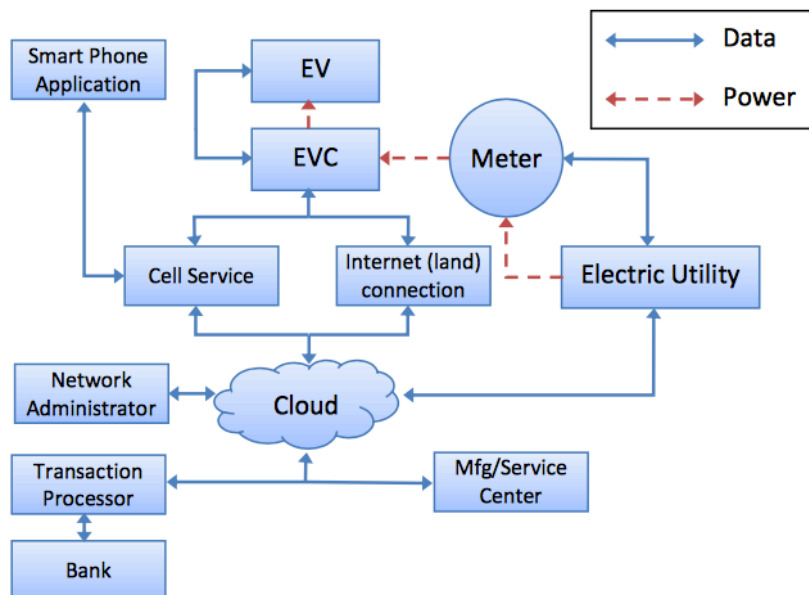 Smart Phone
Application
EV
Data
Power
EVC
Meter
Cell Service
Internet (land)
connection
Electric Utility
Network
Administrator
Cloud
Transaction
Processor
Mfg/Service
Center
Bank